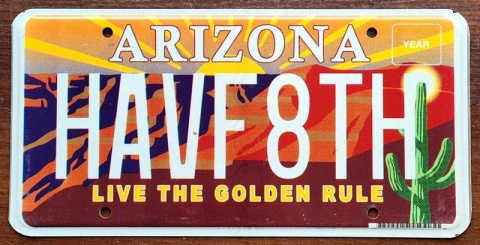 ARIZONA
YEAR
HAVF8TH
LIVE THE GOLDEN RULE